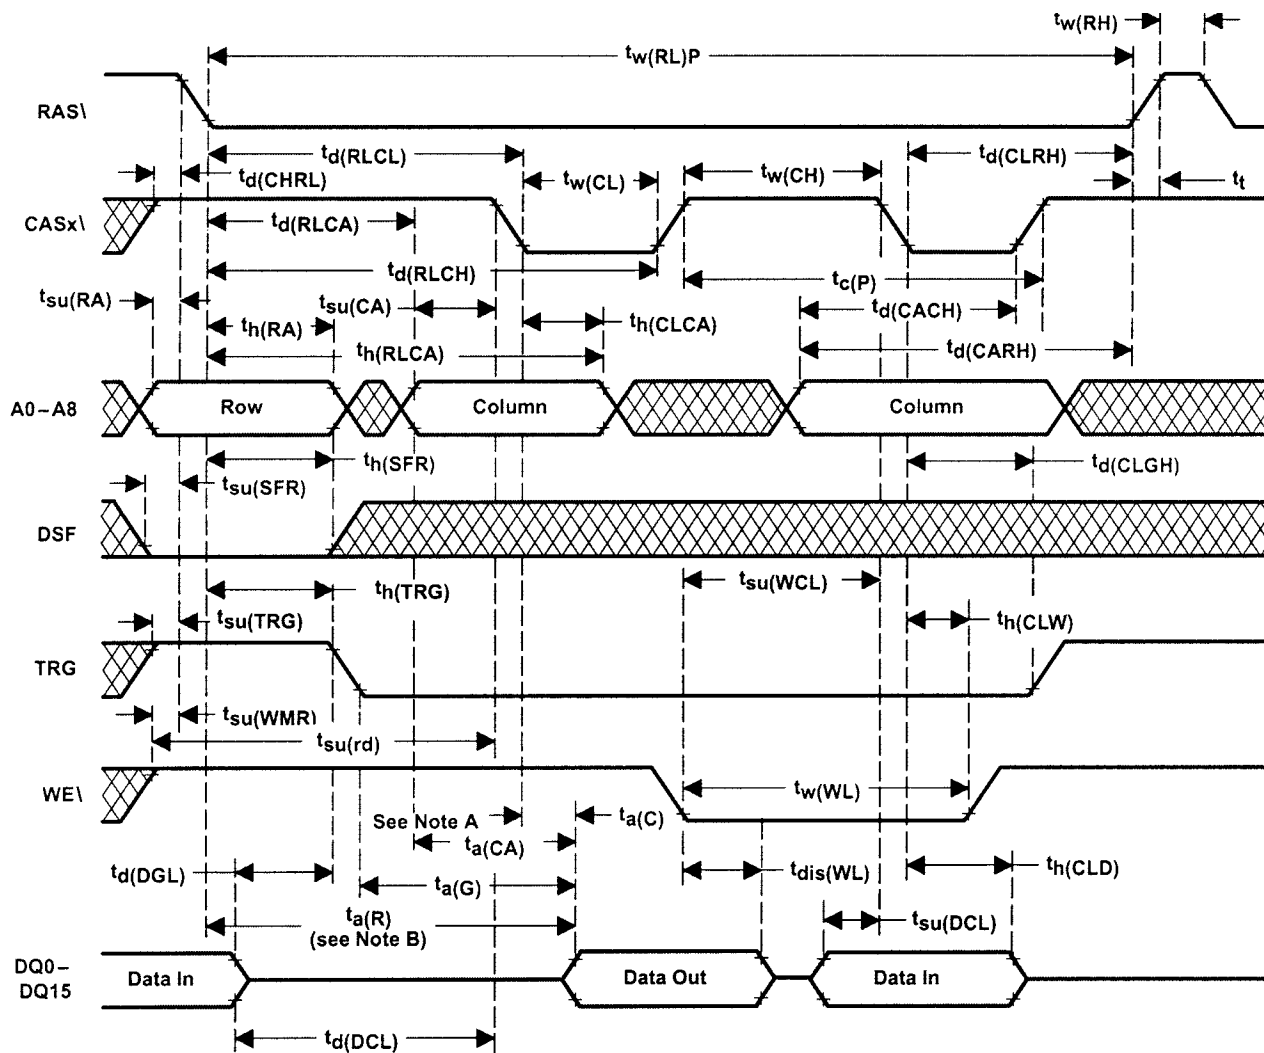 tw(RH)
tw(RL)P
RAS\
td(RLCL)
td(CLRH)
td(CHRL)
tw(CL)
tw(CH)
tt
CASx\
td(RLCA)
td(RLCH)
tc(P)
tsu(RA)
tsu(CA)
td(CACH)
th(RA)
th(CLCA)
th(RLCA)
td(CARH)
A0–A8
Row
Column
Column
th(SFR)
td(CLGH)
tsu(SFR)
DSF
th(TRG)
tsu(WCL)
tsu(TRG)
th(CLW)
TRG
tsu(WMR)
tsu(rd)
WE\
tw(WL)
See Note A
ta(C)
ta(CA)
td(DGL)
tdis(WL)
th(CLD)
ta(G)
ta(R)
(see Note B)
tsu(DCL)
DQ0–
DQ15
Data In
Data Out
Data In
td(DCL)